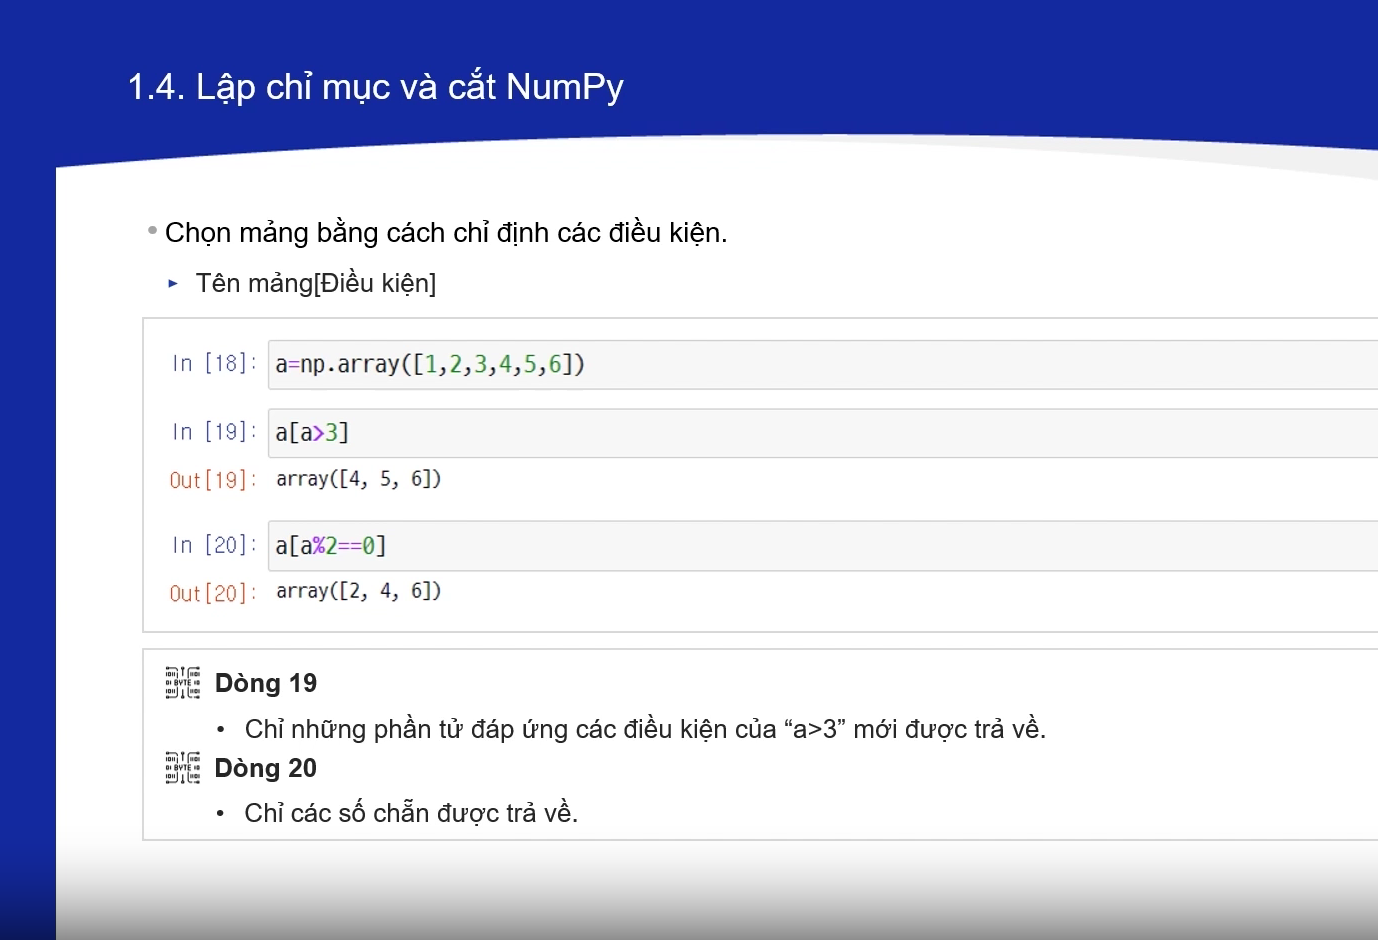 1.4. Lập chỉ mục và cắt NumPy
Chọn mảng bằng cách chỉ định các điều kiện.
Tên mảng[Điều kiện]
In [18]: a=np.array([1,2,3,4,5,6])
In [19]: a[a>3]
Out[19]: array([4, 5, 6])
In [20]: a[a%2==0]
Out[20]: array([2, 4, 6])
Dòng 19
• Chỉ những phần tử đáp ứng các điều kiện của “a>3” mới được trả về.
Dòng 20
• Chỉ các số chẵn được trả về.